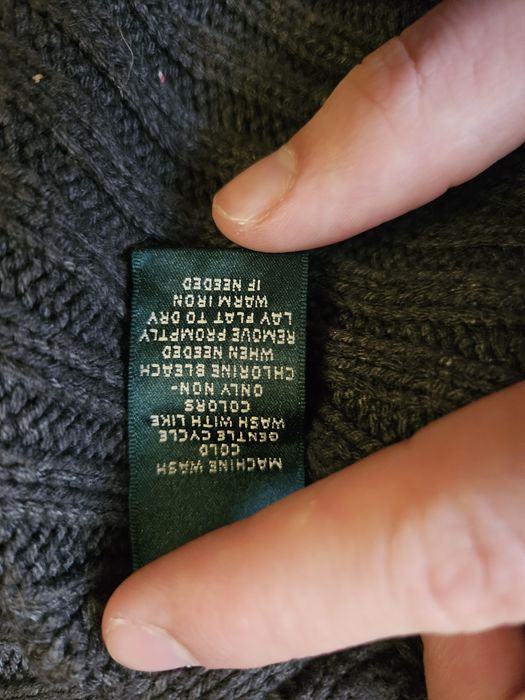 MACHINE WASH
COLD
GENTLE CYCLE
WASH WITH LIKE
COLORS
ONLY NON-
CHLORINE BLEACH
WHEN NEEDED
REMOVE PROMPTLY
LAY FLAT TO DRY
WARM IRON
IF NEEDED